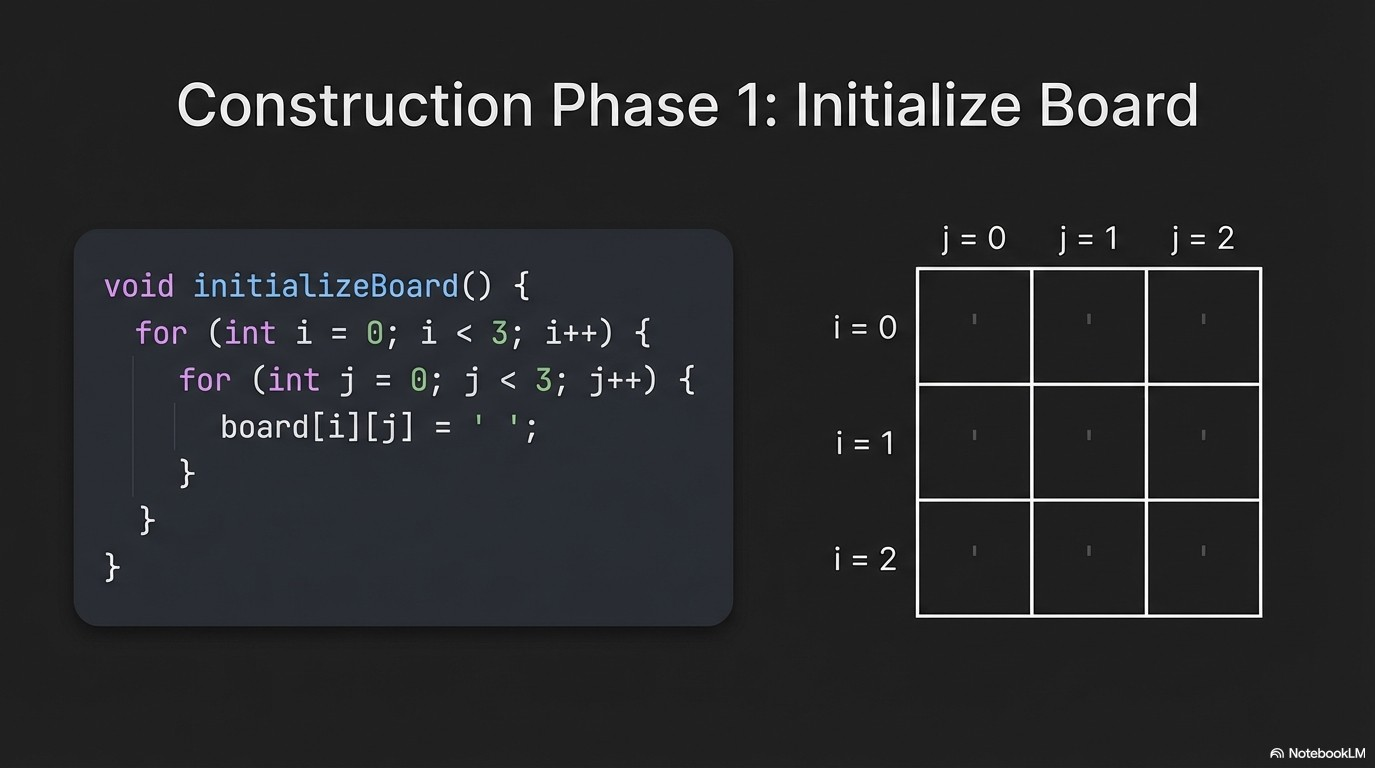 Construction Phase 1: Initialize Board
void initializeBoard() {
for (int i = 0; i < 3; i++) {
for (int j = 0; j < 3; j++) {
board[i][j] = ' ';
}
}
}
j = 0 j = 1 j = 2
i = 0 ' ' '
i = 1 ' ' '
i = 2 ' ' '
NotebookLM